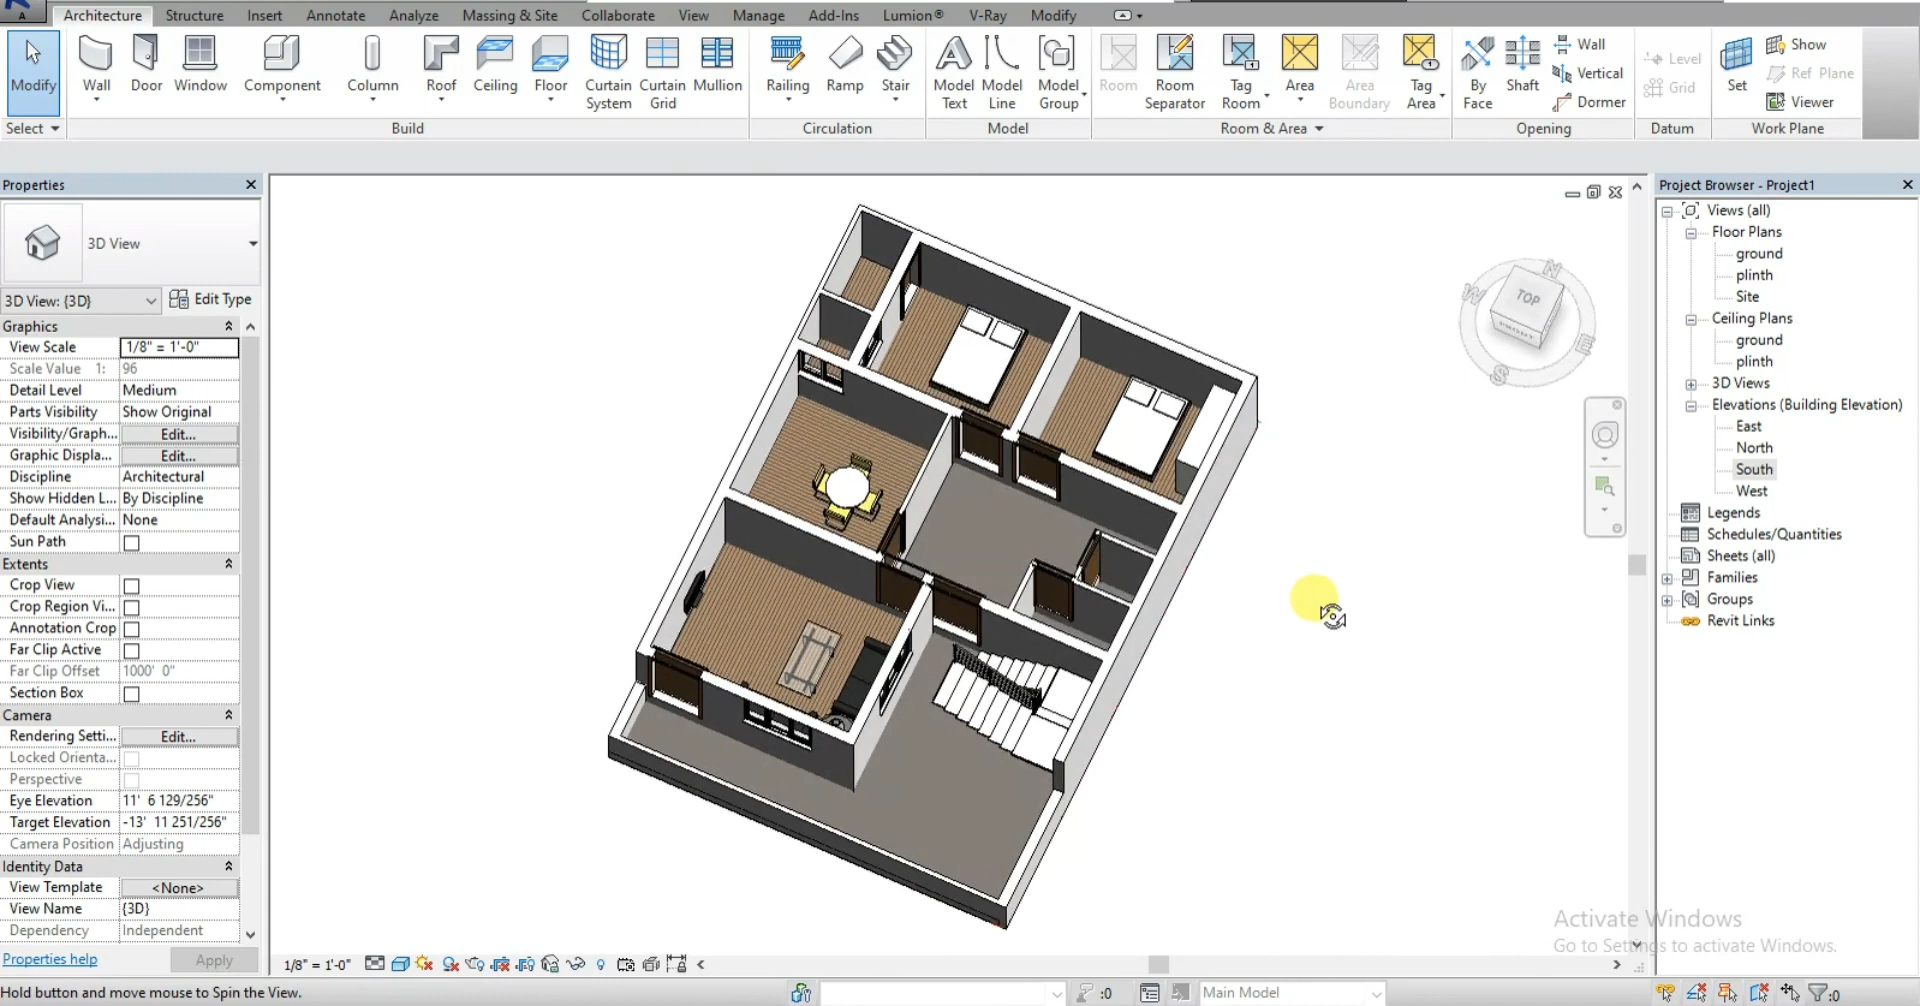 Architecture Structure Insert Annotate Analyze Massing & Site Collaborate View Manage Add-Ins Lumion® V-Ray Modify
Modify Wall Door Window Component Column Roof Ceiling Floor Curtain System Curtain Grid Mullion Railing Ramp Stair Model Text Model Line Model Group Room Room Separator Tag Room Area Area Boundary Tag Area By Face Shaft Wall Vertical Dormer Level Grid Set Show Ref Plane Viewer
Select Build Circulation Model Room & Area Opening Datum Work Plane
Properties
3D View
3D View: {3D} Edit Type
Graphics
View Scale 1/8" = 1'-0"
Scale Value 1: 96
Detail Level Medium
Parts Visibility Show Original
Visibility/Graph... Edit...
Graphic Displa... Edit...
Discipline Architectural
Show Hidden L... By Discipline
Default Analysi... None
Sun Path
Extents
Crop View
Crop Region Vi...
Annotation Crop
Far Clip Active
Far Clip Offset 1000' 0"
Section Box
Camera
Rendering Setti... Edit...
Locked Orienta...
Perspective
Eye Elevation 11' 6 129/256"
Target Elevation -13' 11 251/256"
Camera Position Adjusting
Identity Data
View Template <None>
View Name {3D}
Dependency Independent
Properties help Apply
N
W
TOP
FRONT
E
S
Project Browser - Project1
Views (all)
Floor Plans
ground
plinth
Site
Ceiling Plans
ground
plinth
3D Views
Elevations (Building Elevation)
East
North
South
West
Legends
Schedules/Quantities
Sheets (all)
Families
Groups
Revit Links
Activate Windows
Go to Settings to activate Windows.
1/8" = 1'-0"
Hold button and move mouse to Spin the View. :0 Main Model :0